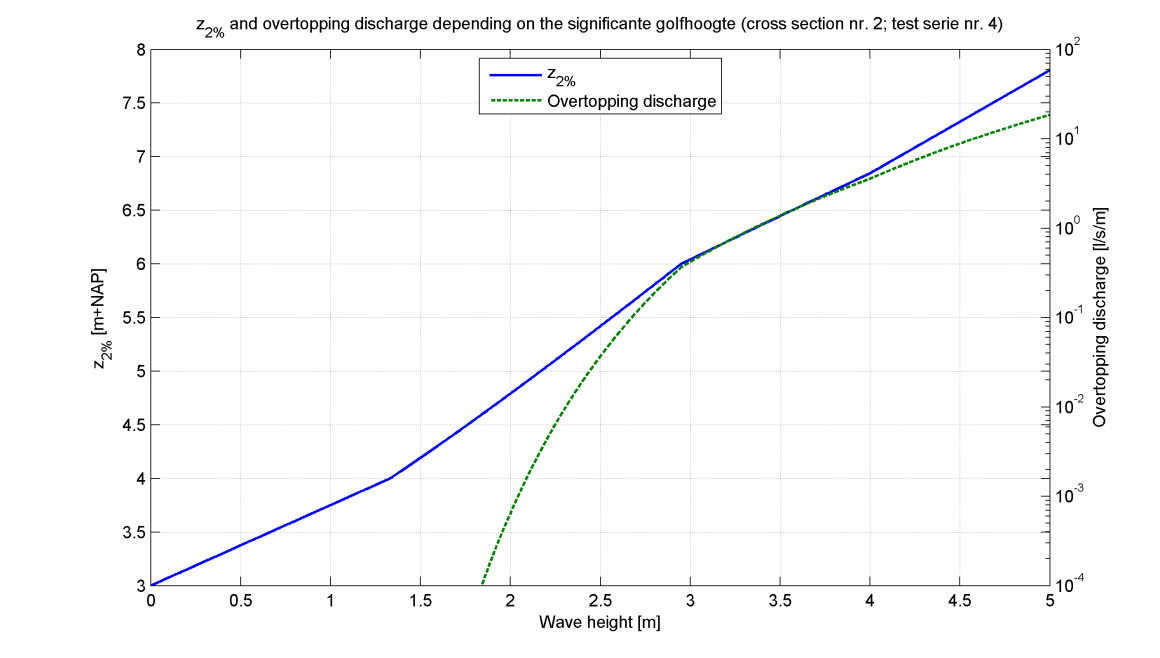 z2% and overtopping discharge depending on the significante golfhoogte (cross section nr. 2; test serie nr. 4)
z2%
Overtopping discharge
8
7.5
7
6.5
6
5.5
5
4.5
4
3.5
3
z2% [m+NAP]
10^2
10^1
10^0
10^-1
10^-2
10^-3
10^-4
Overtopping discharge [l/s/m]
0 0.5 1 1.5 2 2.5 3 3.5 4 4.5 5
Wave height [m]